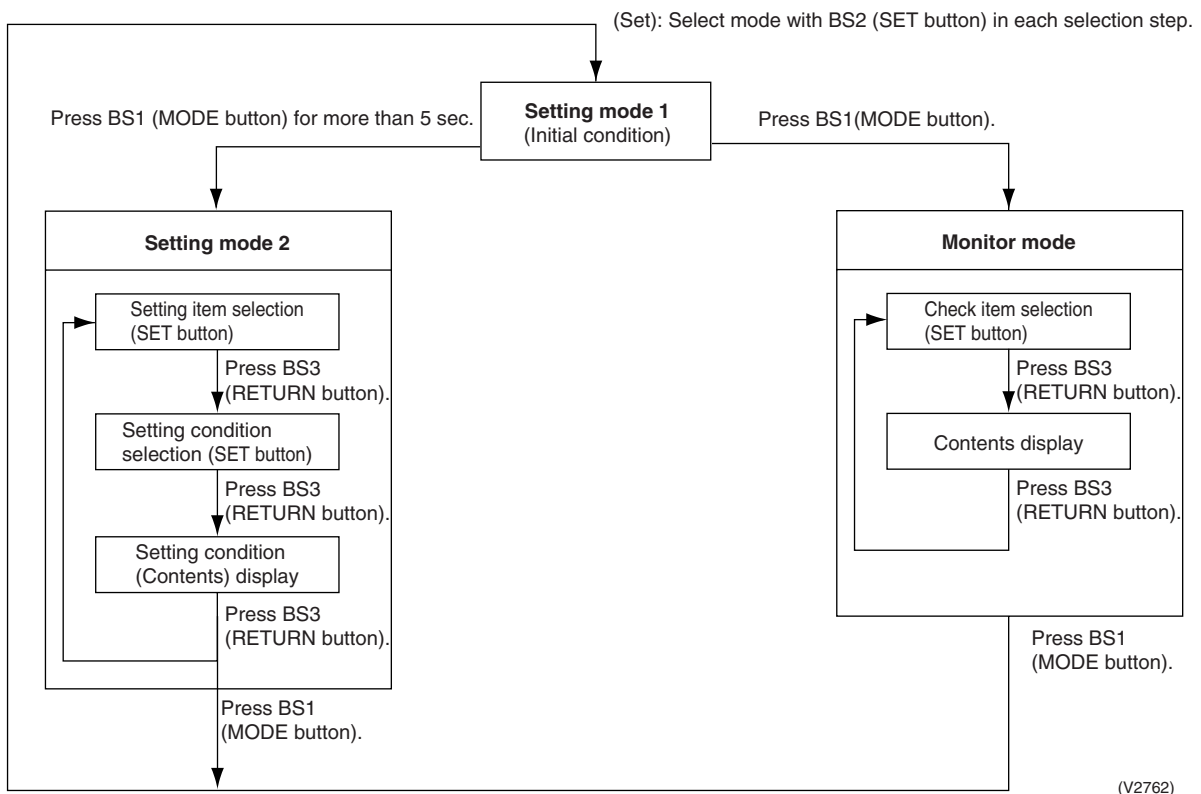 (Set): Select mode with BS2 (SET button) in each selection step.
Setting mode 1
(Initial condition)
Press BS1 (MODE button) for more than 5 sec.
Press BS1(MODE button).
Setting mode 2
Setting item selection
(SET button)
Press BS3
(RETURN button).
Setting condition
selection (SET button)
Press BS3
(RETURN button).
Setting condition
(Contents) display
Press BS3
(RETURN button).
Press BS1
(MODE button).
Monitor mode
Check item selection
(SET button)
Press BS3
(RETURN button).
Contents display
Press BS3
(RETURN button).
Press BS1
(MODE button).
(V2762)